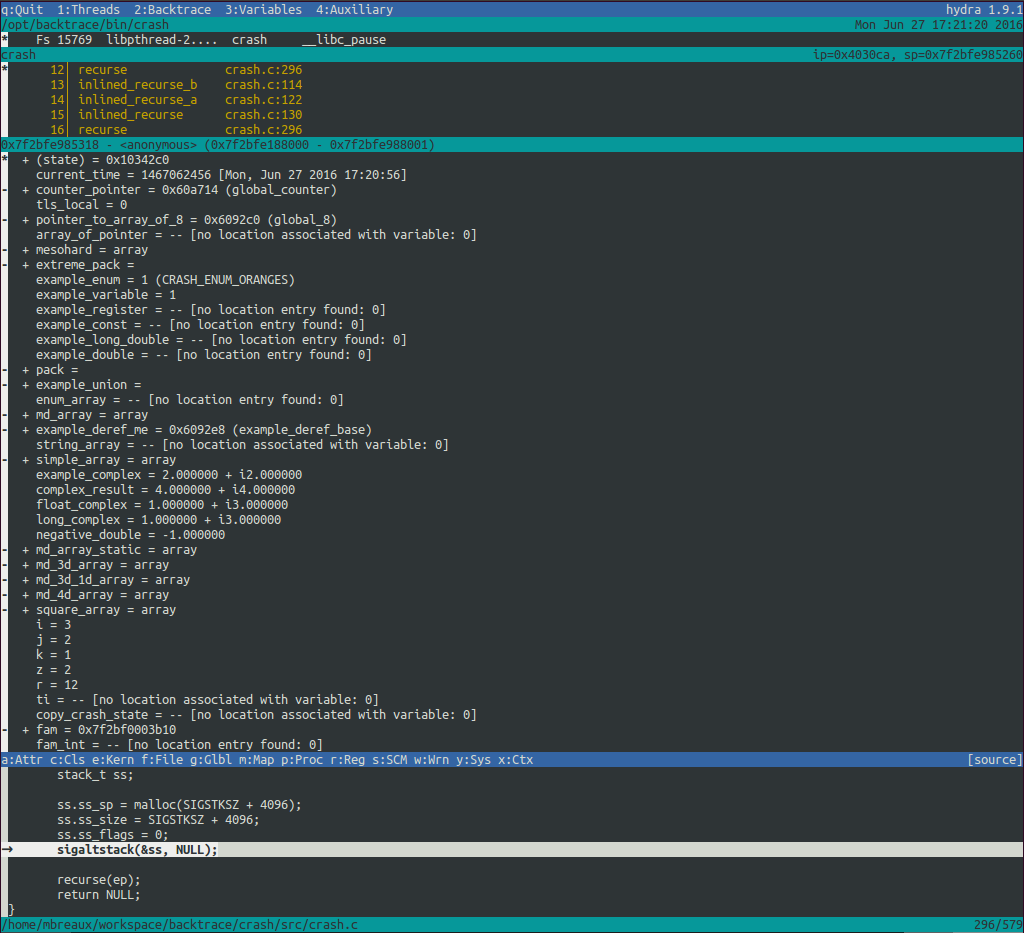 q:Quit  1:Threads  2:Backtrace  3:Variables  4:Auxiliary hydra 1.9.1
/opt/backtrace/bin/crash Mon Jun 27 17:21:20 2016
* Fs 15769 libpthread-2.... crash __libc_pause
crash ip=0x4030ca, sp=0x7f2bfe985260
* 12| recurse crash.c:296
13| inlined_recurse_b crash.c:114
14| inlined_recurse_a crash.c:122
15| inlined_recurse crash.c:130
16| recurse crash.c:296
0x7f2bfe985318 - <anonymous> (0x7f2bfe188000 - 0x7f2bfe988001)
* + (state) = 0x10342c0
current_time = 1467062456 [Mon, Jun 27 2016 17:20:56]
- + counter_pointer = 0x60a714 (global_counter)
tls_local = 0
- + pointer_to_array_of_8 = 0x6092c0 (global_8)
array_of_pointer = -- [no location associated with variable: 0]
- + mesohard = array
- + extreme_pack =
example_enum = 1 (CRASH_ENUM_ORANGES)
example_variable = 1
example_register = -- [no location entry found: 0]
example_const = -- [no location entry found: 0]
example_long_double = -- [no location entry found: 0]
example_double = -- [no location entry found: 0]
- + pack =
- + example_union =
enum_array = -- [no location entry found: 0]
- + md_array = array
- + example_deref_me = 0x6092e8 (example_deref_base)
string_array = -- [no location associated with variable: 0]
- + simple_array = array
example_complex = 2.000000 + i2.000000
complex_result = 4.000000 + i4.000000
float_complex = 1.000000 + i3.000000
long_complex = 1.000000 + i3.000000
negative_double = -1.000000
- + md_array_static = array
- + md_3d_array = array
- + md_3d_1d_array = array
- + md_4d_array = array
- + square_array = array
i = 3
j = 2
k = 1
z = 2
r = 12
ti = -- [no location associated with variable: 0]
copy_crash_state = -- [no location associated with variable: 0]
- + fam = 0x7f2bf0003b10
fam_int = -- [no location entry found: 0]
a:Attr c:Cls e:Kern f:File g:Glbl m:Map p:Proc r:Reg s:SCM w:Wrn y:Sys x:Ctx [source]
stack_t ss;
ss.ss_sp = malloc(SIGSTKSZ + 4096);
ss.ss_size = SIGSTKSZ + 4096;
ss.ss_flags = 0;
→ sigaltstack(&ss, NULL);
recurse(ep);
return NULL;
}
/home/mbreaux/workspace/backtrace/crash/src/crash.c 296/579